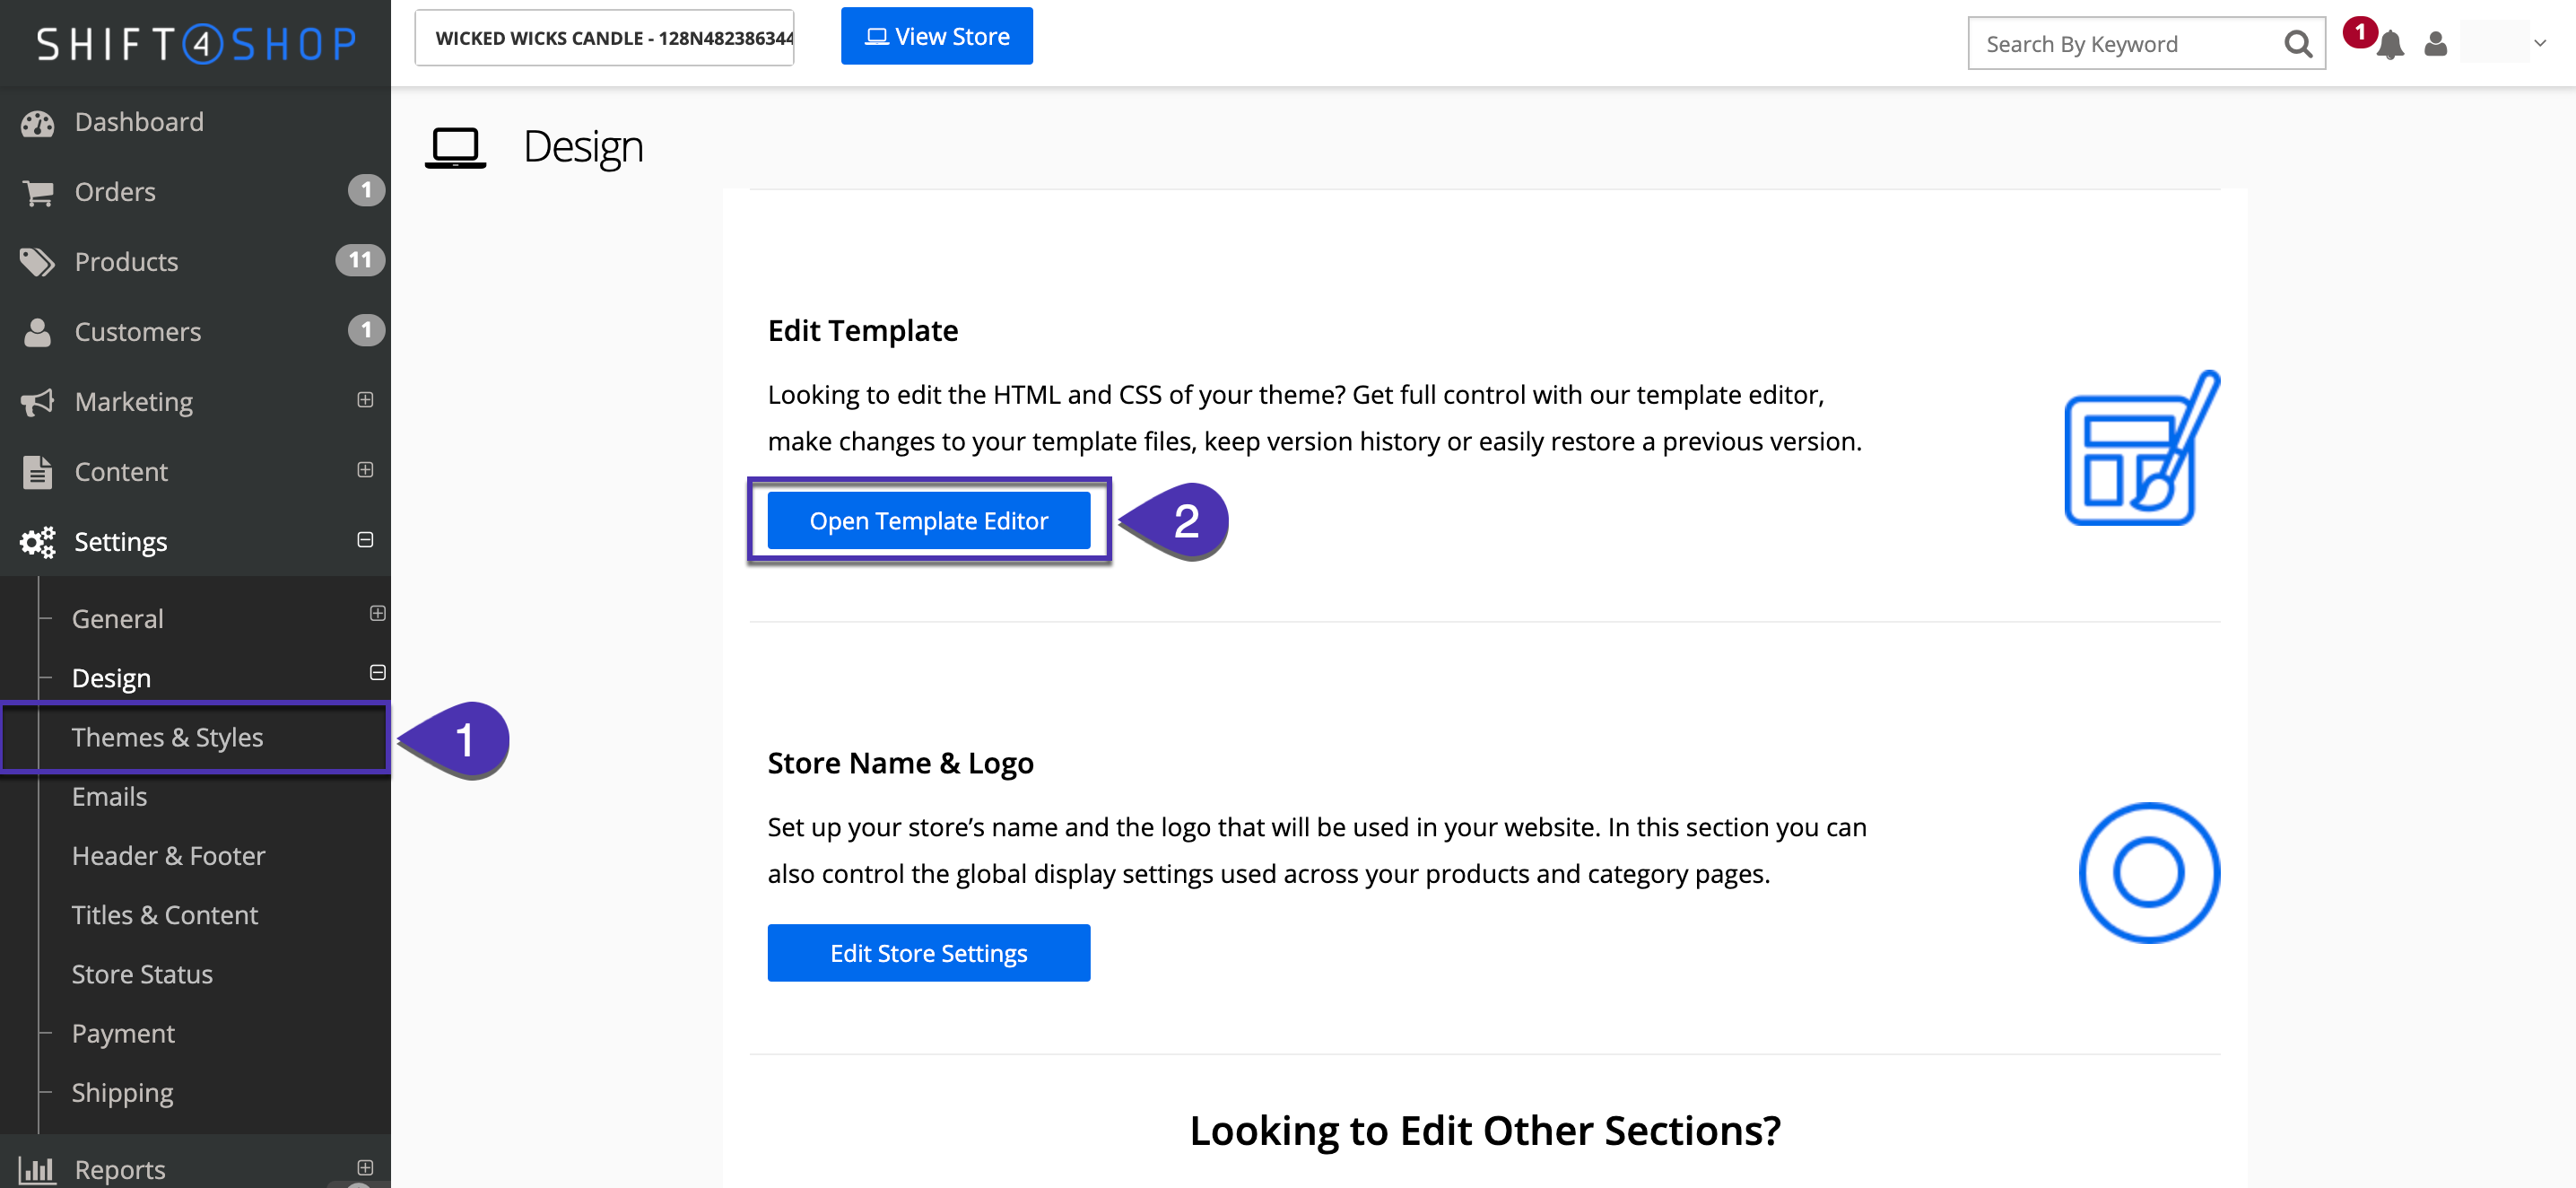 SHIFT4SHOP
WICKED WICKS CANDLE - 128N482386344
View Store
Search By Keyword
1
Dashboard
Orders
1
Products
11
Customers
1
Marketing
Content
Settings
General
Design
Themes & Styles
1
Emails
Header & Footer
Titles & Content
Store Status
Payment
Shipping
Reports
Design
Edit Template
Looking to edit the HTML and CSS of your theme? Get full control with our template editor,
make changes to your template files, keep version history or easily restore a previous version.
Open Template Editor
2
Store Name & Logo
Set up your store’s name and the logo that will be used in your website. In this section you can
also control the global display settings used across your products and category pages.
Edit Store Settings
Looking to Edit Other Sections?